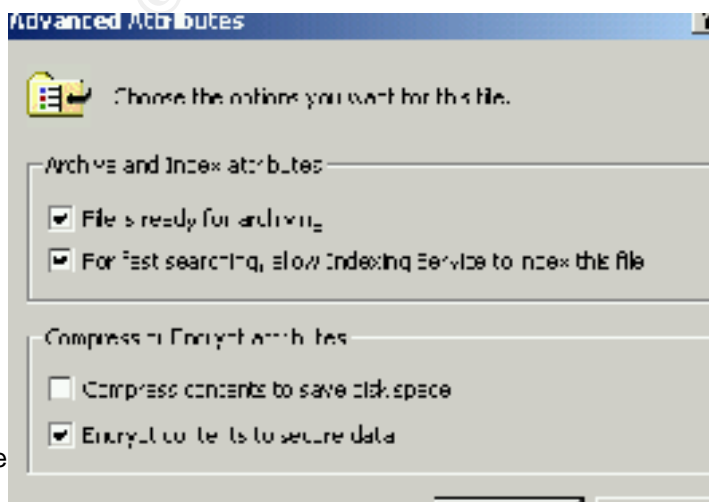 Advanced Attributes
Choose the options you want for this file.
Archive and Index attributes
File is ready for archiving
For fast searching, allow Indexing Service to index this file
Compress or Encrypt attributes
Compress contents to save disk space
Encrypt contents to secure data
e